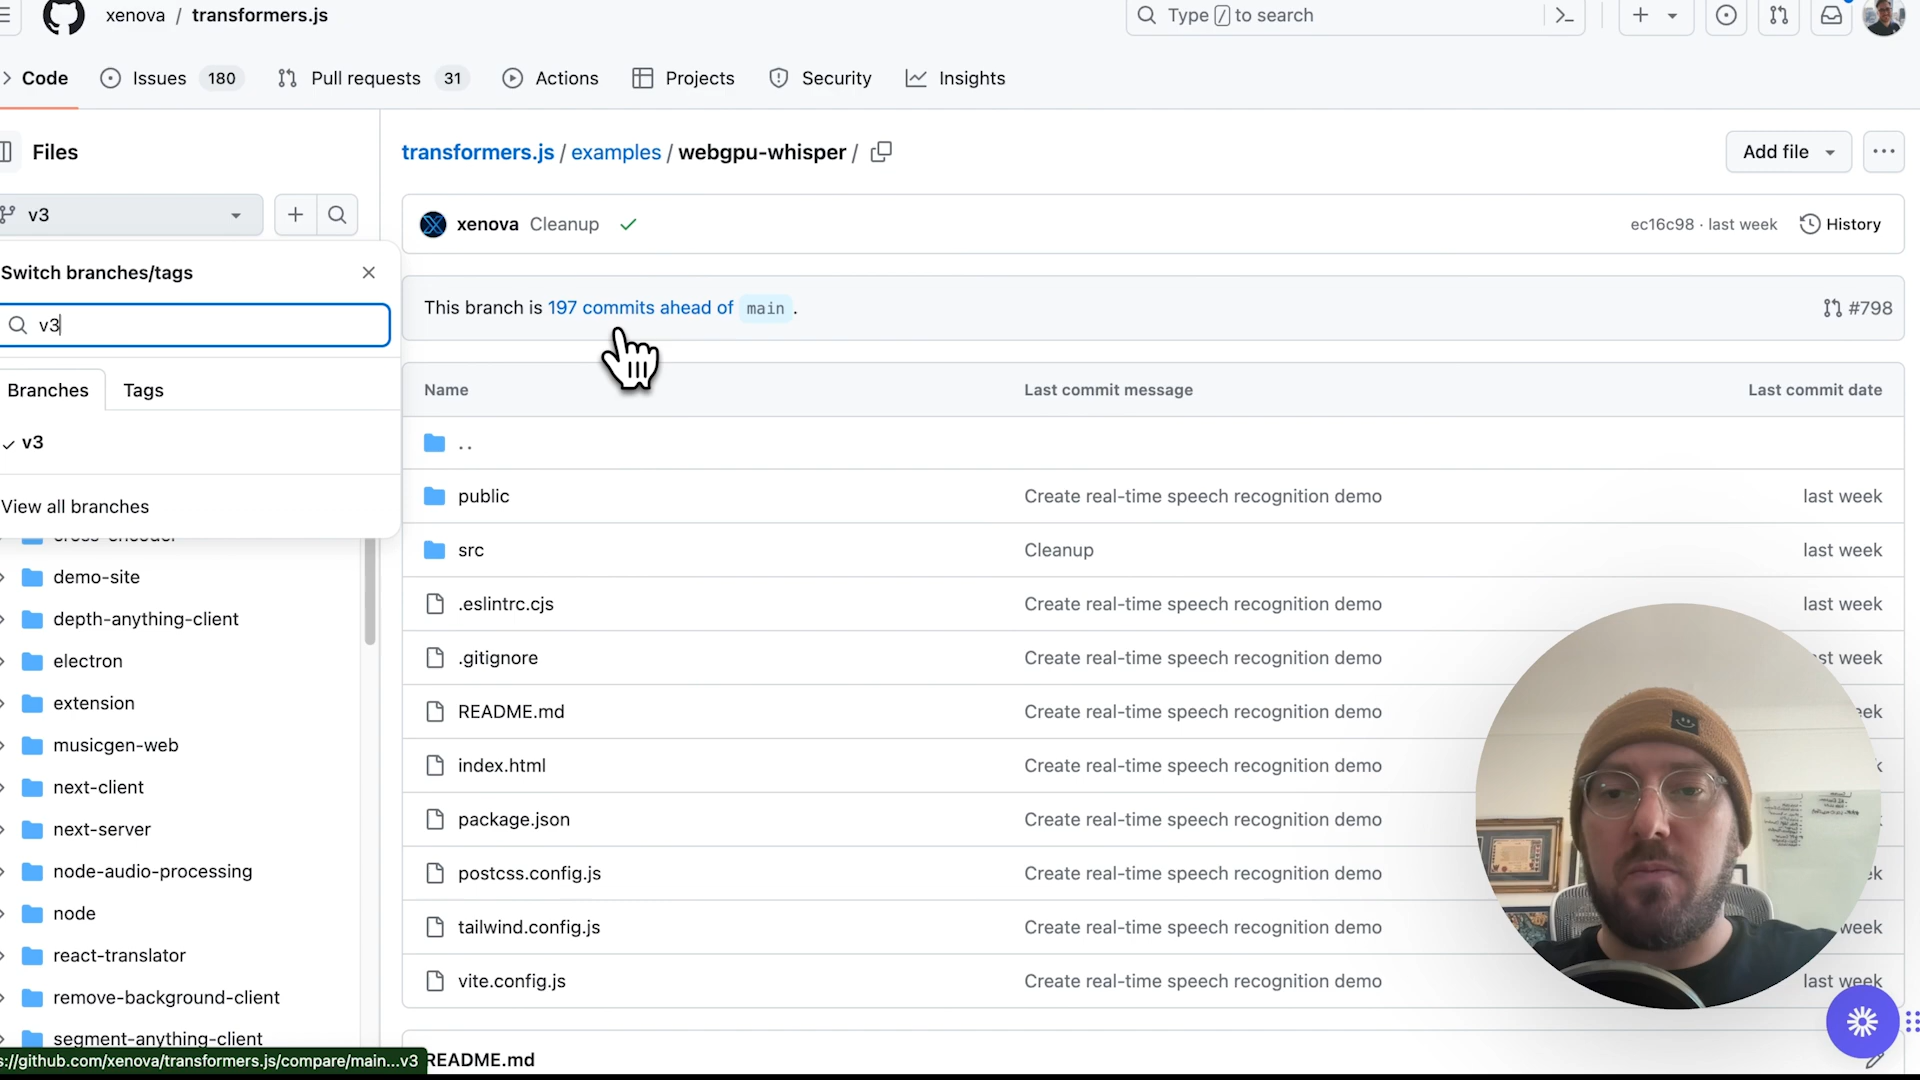 xenova / transformers.js
Type / to search
Code
Issues 180
Pull requests 31
Actions
Projects
Security
Insights
Files
transformers.js / examples / webgpu-whisper /
Add file
v3
xenova Cleanup
ec16c98 · last week
History
Switch branches/tags
This branch is 197 commits ahead of main .
#798
v3
Branches
Tags
Name
Last commit message
Last commit date
v3
. .
View all branches
public
Create real-time speech recognition demo
last week
src
Cleanup
last week
.eslintrc.cjs
Create real-time speech recognition demo
last week
.gitignore
Create real-time speech recognition demo
st week
README.md
Create real-time speech recognition demo
eek
index.html
Create real-time speech recognition demo
k
package.json
Create real-time speech recognition demo
postcss.config.js
Create real-time speech recognition demo
ek
tailwind.config.js
Create real-time speech recognition demo
week
vite.config.js
Create real-time speech recognition demo
last week
demo-site
depth-anything-client
electron
extension
musicgen-web
next-client
next-server
node-audio-processing
node
react-translator
remove-background-client
segment-anything-client
s://github.com/xenova/transformers.js/compare/main...v3
README.md